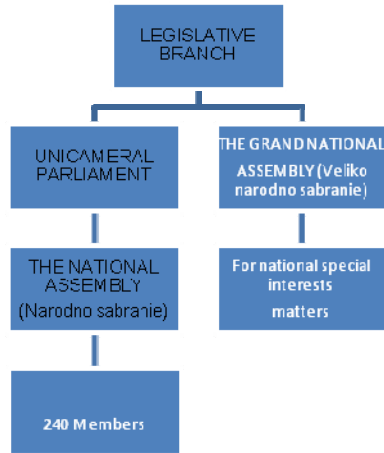 LEGISLATIVE
BRANCH
UNICAMERAL
PARLIAMENT
THE GRAND NATIONAL
ASSEMBLY (Veliko
narodno sabranie)
THE NATIONAL
ASSEMBLY
(Narodno sabranie)
For national special
interests
matters
240 Members